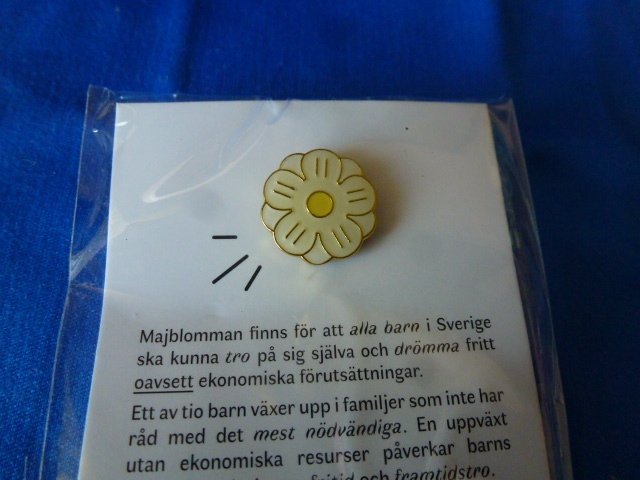 Majblomman finns för att alla barn i Sverige
ska kunna tro på sig själva och drömma fritt
oavsett ekonomiska förutsättningar.
Ett av tio barn växer upp i familjer som inte har
råd med det mest nödvändiga. En uppväxt
utan ekonomiska resurser påverkar barns
och framtidstro.